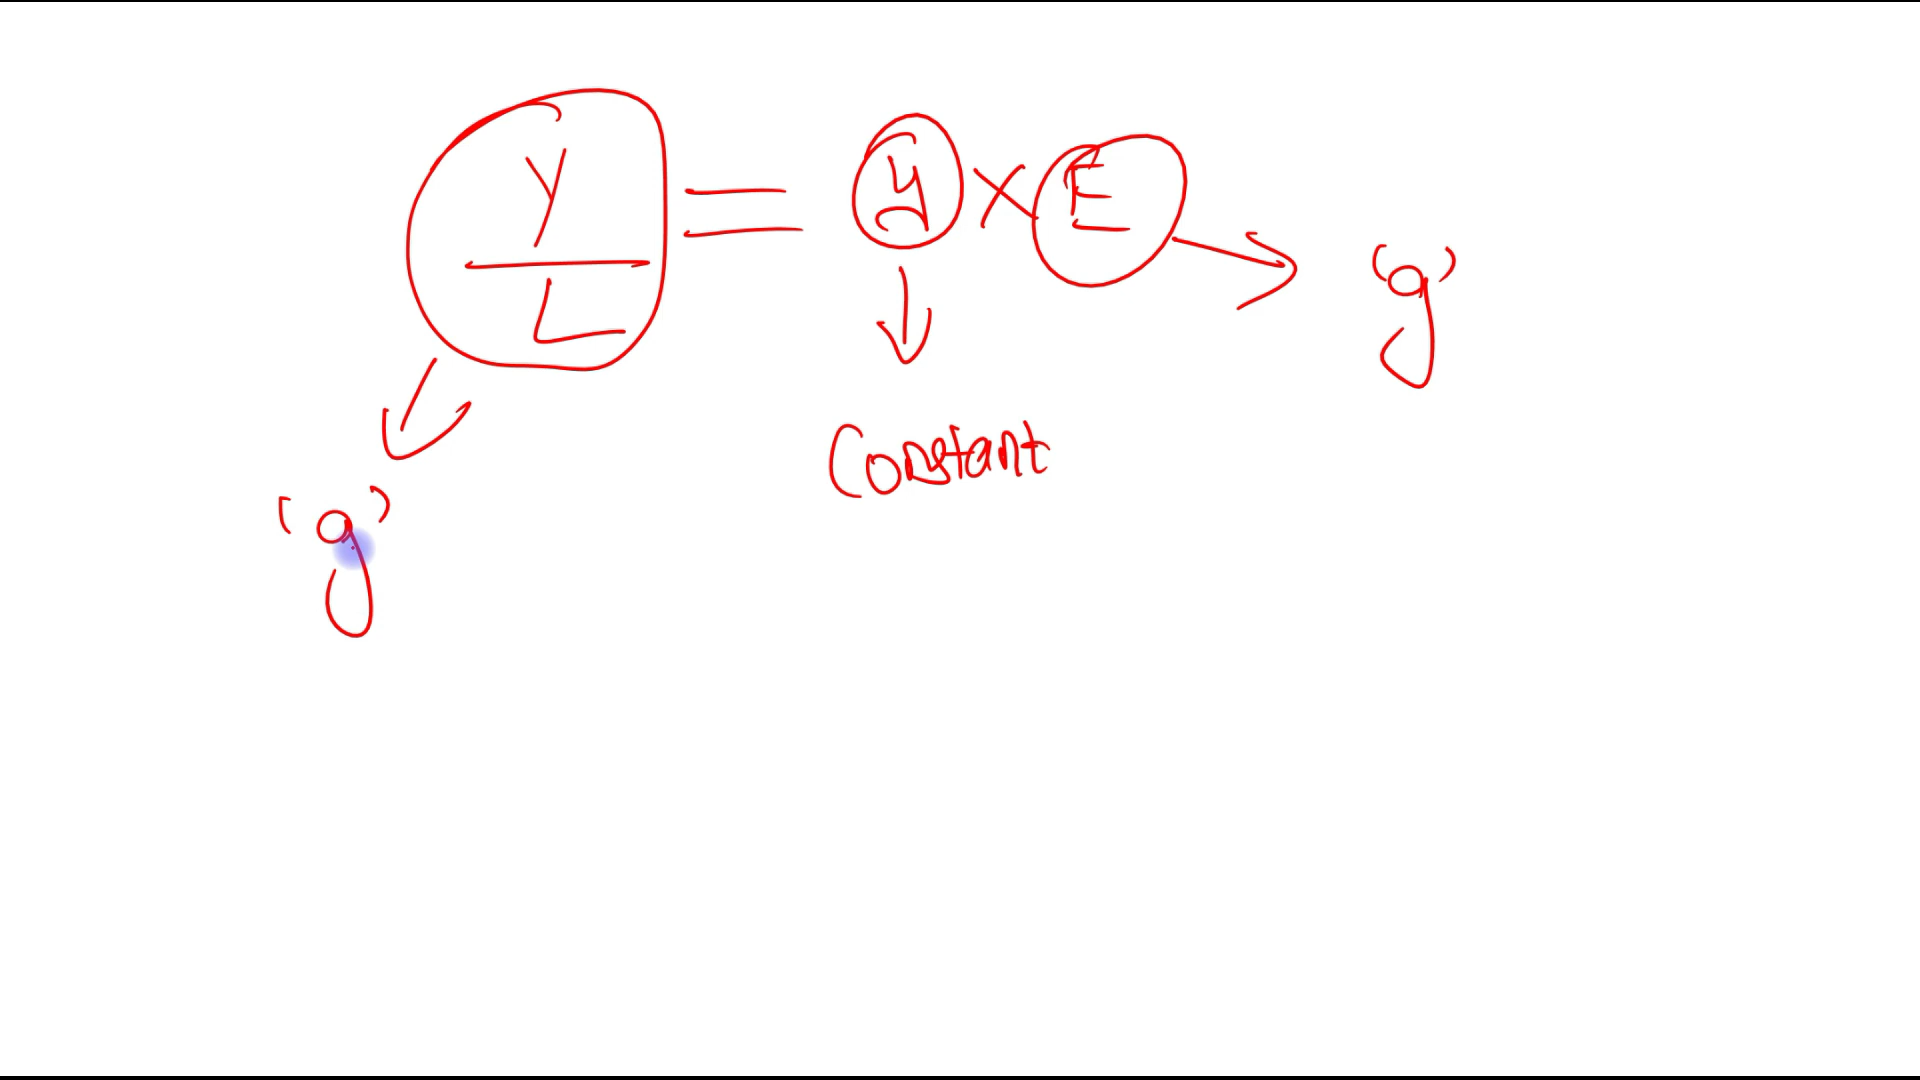 Y/L = y × E
'g'
Constant
'g'